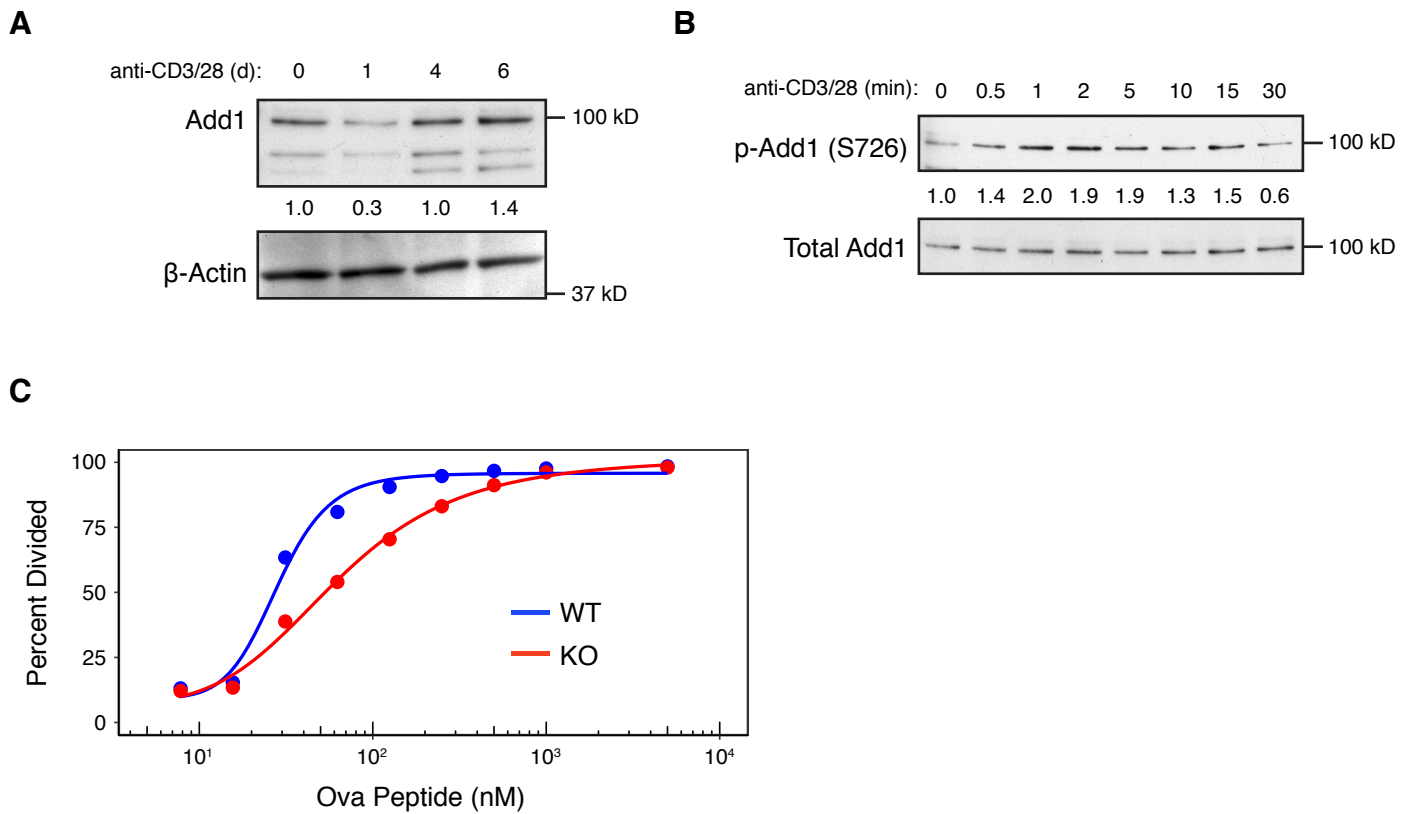 A
anti-CD3/28 (d): 0 1 4 6
Add1
100 kD
1.0 0.3 1.0 1.4
β-Actin
37 kD
B
anti-CD3/28 (min): 0 0.5 1 2 5 10 15 30
p-Add1 (S726)
100 kD
1.0 1.4 2.0 1.9 1.9 1.3 1.5 0.6
Total Add1
100 kD
C
Percent Divided
100
75
50
25
0
WT
KO
10¹ 10² 10³ 10⁴
Ova Peptide (nM)